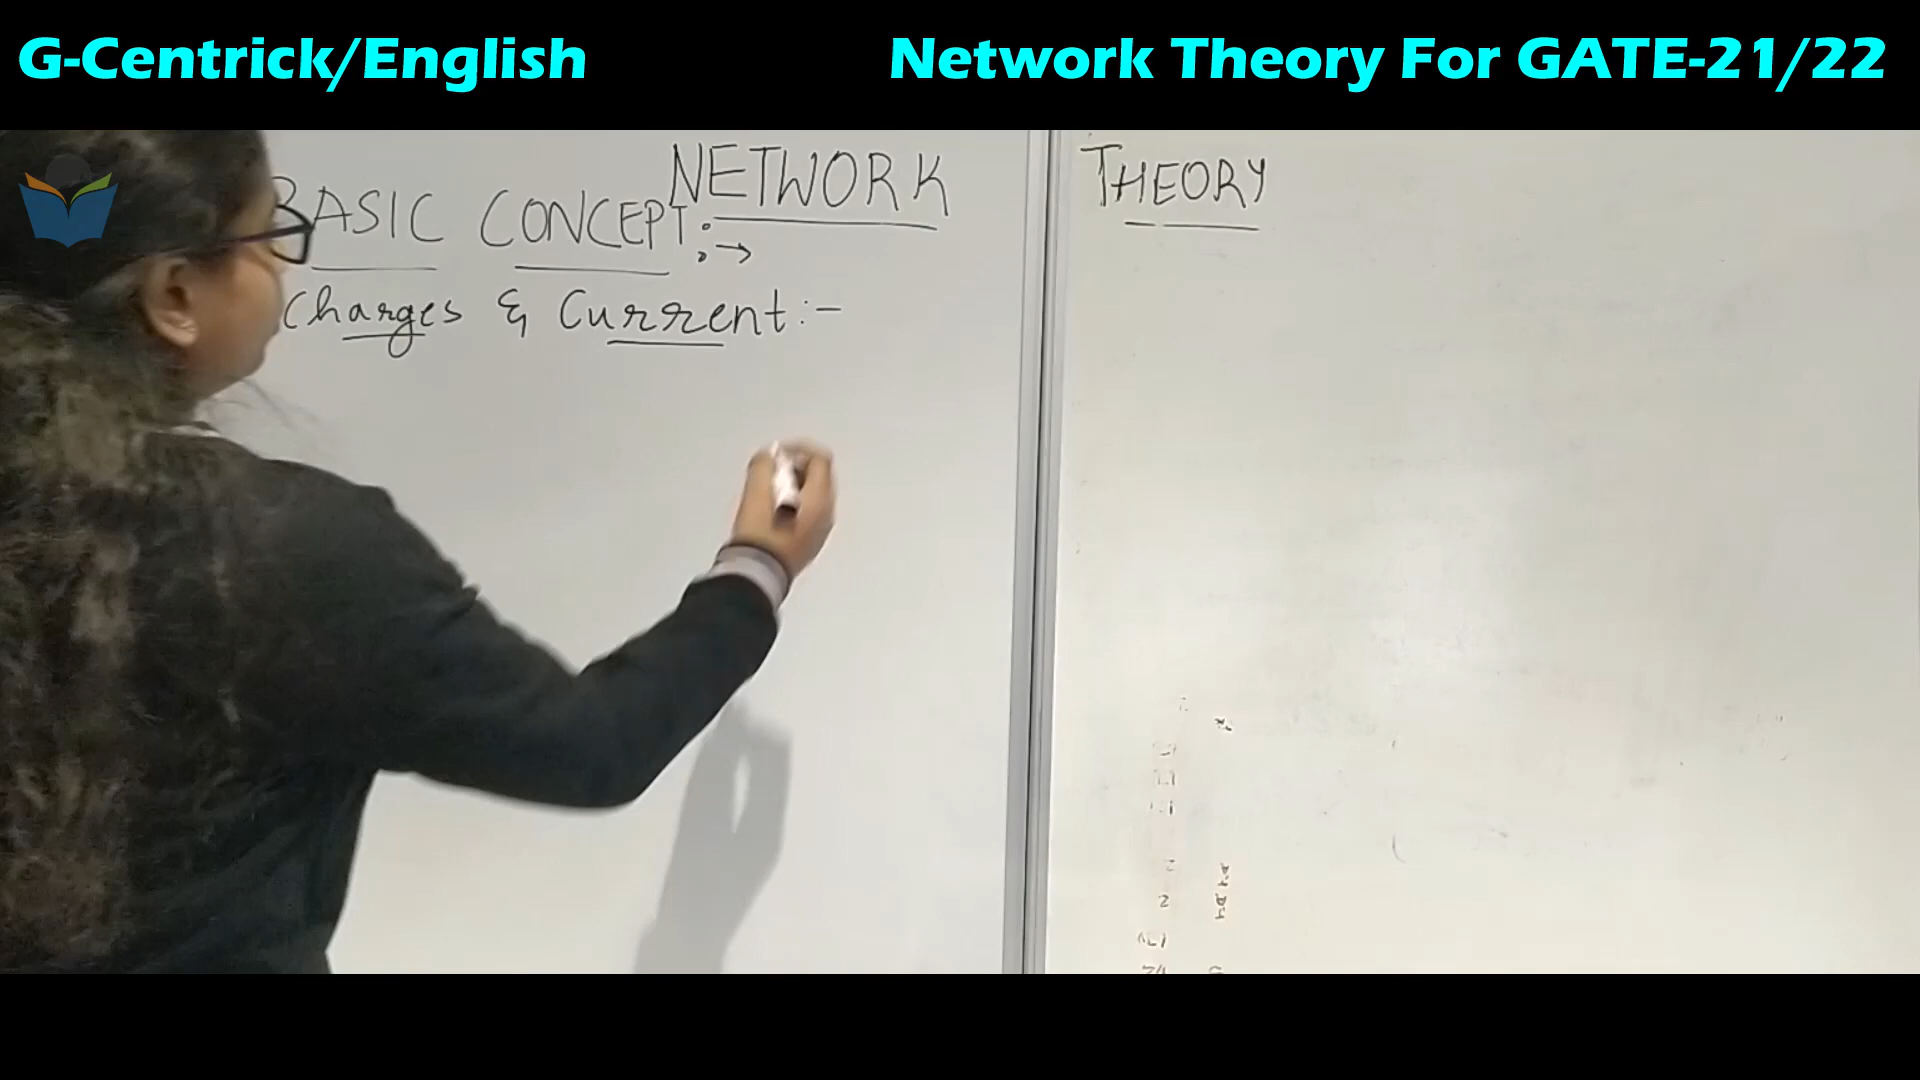 G-Centrick/English
Network Theory For GATE-21/22
NETWORK THEORY
BASIC CONCEPT:→
Charges & Current:-